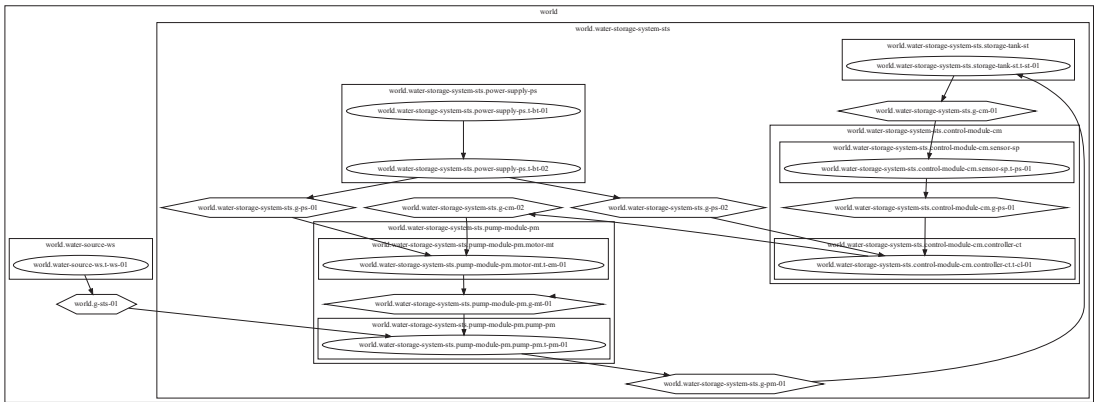 world
world.water-storage-system-sts
world.water-storage-system-sts.storage-tank-st
world.water-storage-system-sts.storage-tank-st.t-st-01
world.water-storage-system-sts.power-supply-ps
world.water-storage-system-sts.power-supply-ps.t-bt-01
world.water-storage-system-sts.g-cm-01
world.water-storage-system-sts.control-module-cm
world.water-storage-system-sts.control-module-cm.sensor-sp
world.water-storage-system-sts.power-supply-ps.t-bt-02
world.water-storage-system-sts.control-module-cm.sensor-sp.t-ps-01
world.water-storage-system-sts.g-ps-01
world.water-storage-system-sts.g-cm-02
world.water-storage-system-sts.g-ps-02
world.water-storage-system-sts.control-module-cm.g-ps-01
world.water-storage-system-sts.pump-module-pm
world.water-source-ws
world.water-storage-system-sts.pump-module-pm.motor-mt
world.water-storage-system-sts.control-module-cm.controller-ct
world.water-source-ws.t-ws-01
world.water-storage-system-sts.pump-module-pm.motor-mt.t-em-01
world.water-storage-system-sts.control-module-cm.controller-ct.t-cl-01
world.g-sts-01
world.water-storage-system-sts.pump-module-pm.g-mt-01
world.water-storage-system-sts.pump-module-pm.pump-pm
world.water-storage-system-sts.pump-module-pm.pump-pm.t-pm-01
world.water-storage-system-sts.g-pm-01